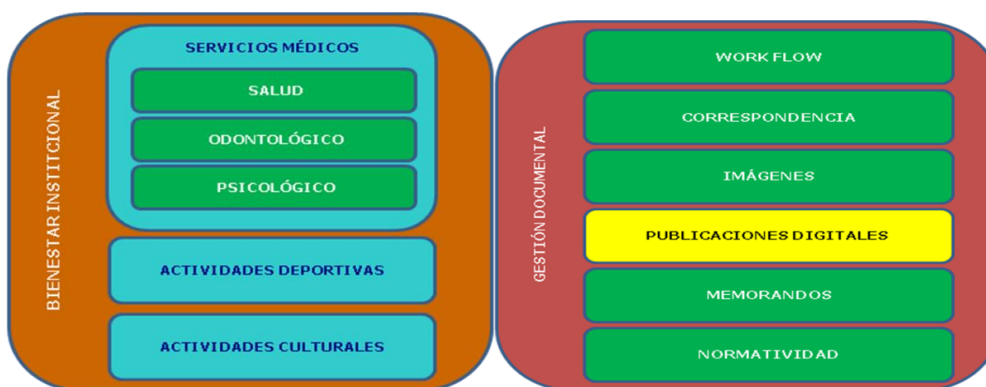 BIENESTAR INSTITCIONAL
SERVICIOS MÉDICOS
SALUD
ODONTOLÓGICO
PSICOLÓGICO
ACTIVIDADES DEPORTIVAS
ACTIVIDADES CULTURALES
GESTIÓN DOCUMENTAL
WORK FLOW
CORRESPONDENCIA
IMÁGENES
PUBLICACIONES DIGITALES
MEMORANDOS
NORMATIVIDAD